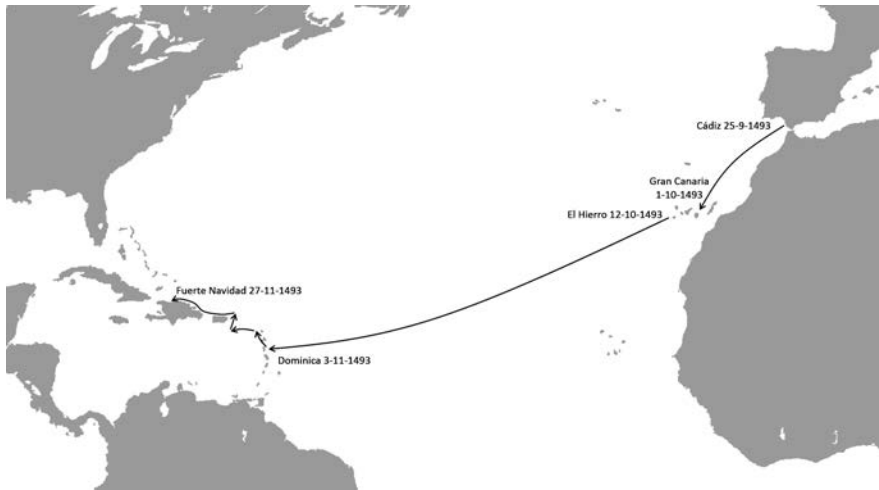 Cádiz 25-9-1493
Gran Canaria
1-10-1493
El Hierro 12-10-1493
Fuerte Navidad 27-11-1493
Dominica 3-11-1493